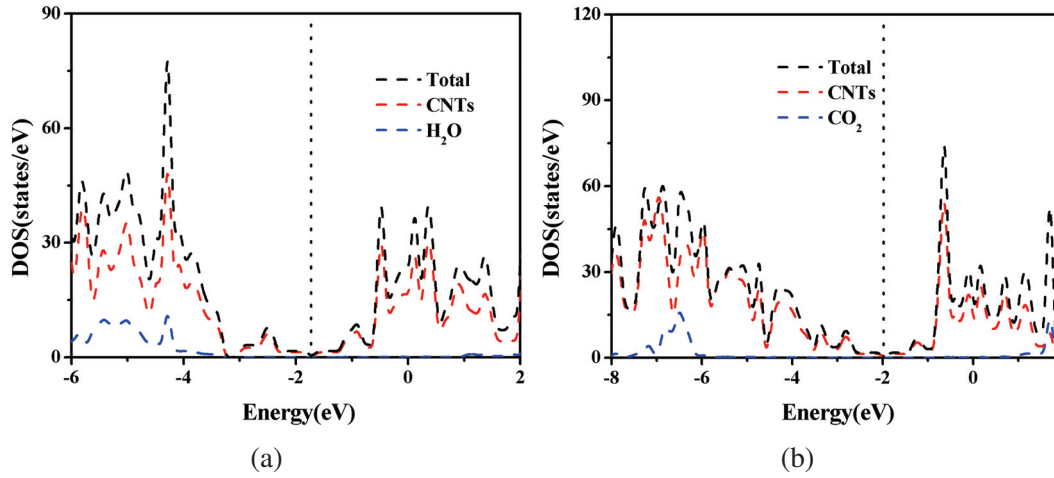 90
60
30
0
DOS(states/eV)
Total
CNTs
H₂O
-6
-4
-2
0
2
Energy(eV)
(a)
120
90
60
30
0
DOS(states/eV)
Total
CNTs
CO₂
-8
-6
-4
-2
0
Energy(eV)
(b)